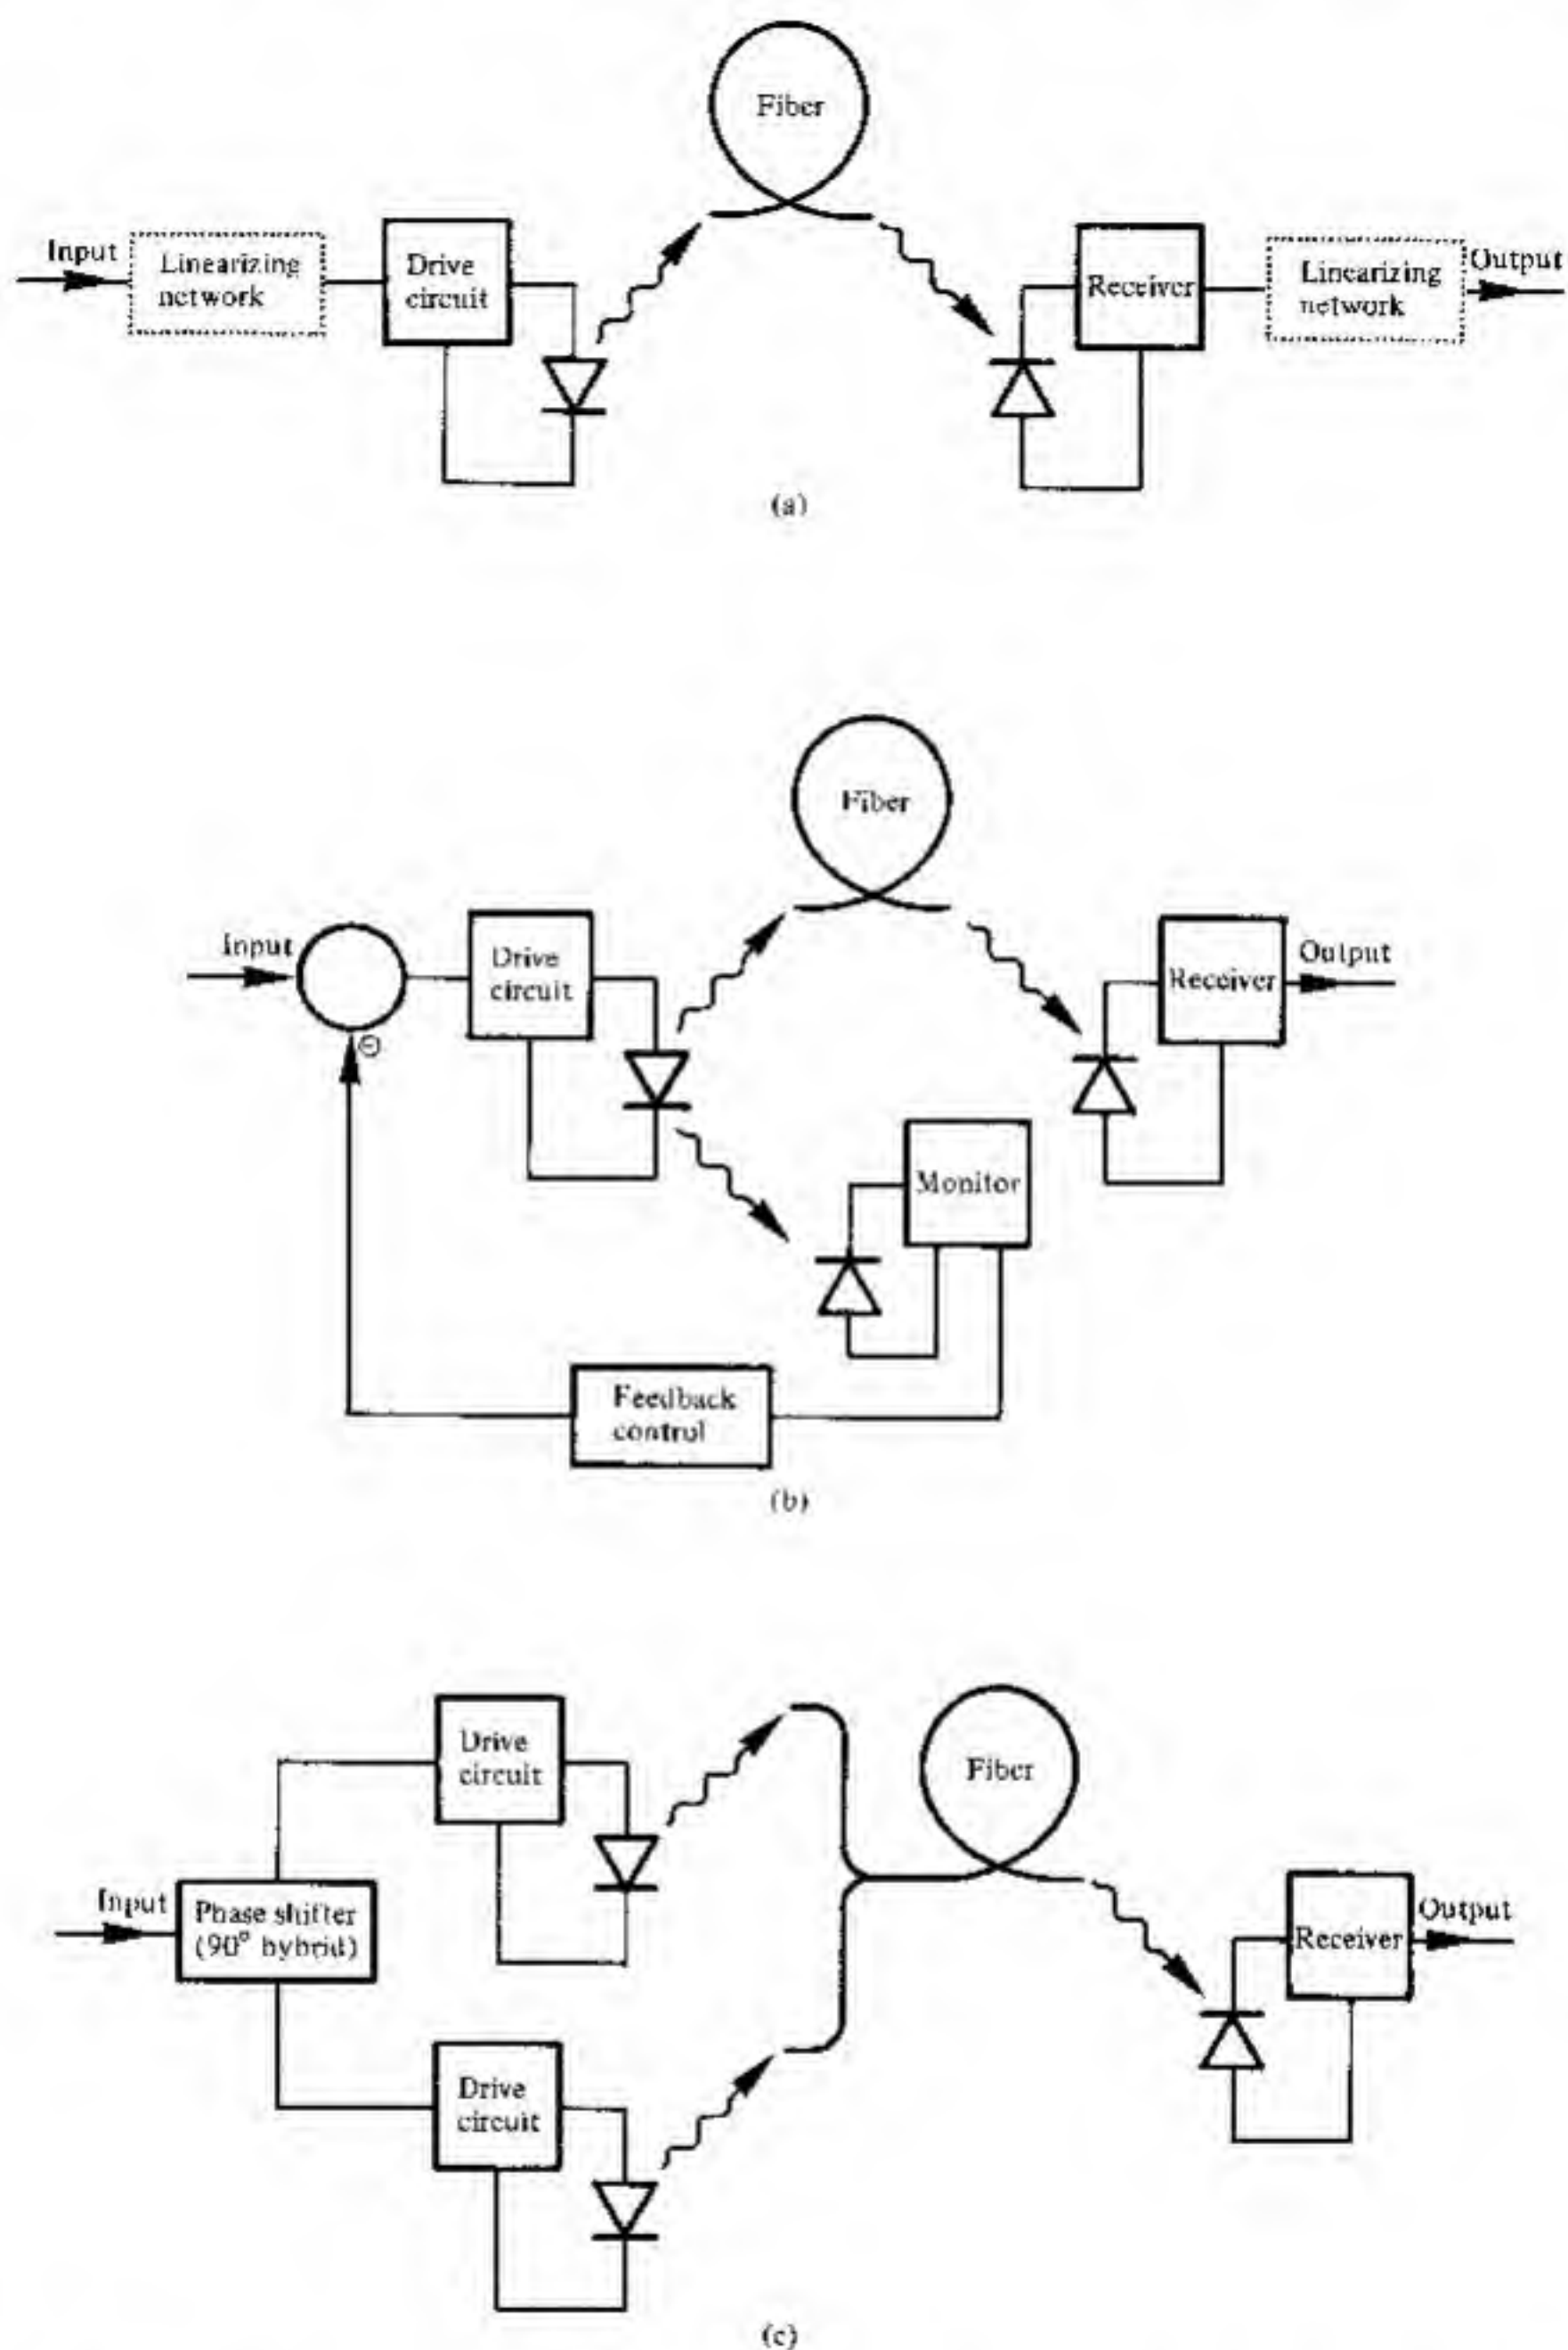 Fiber
Input
Linearizing
network
Drive
circuit
Receiver
Linearizing
network
Output
(a)
Fiber
Input
Drive
circuit
Receiver
Output
⊖
Monitor
Feedback
control
(b)
Drive
circuit
Fiber
Input
Phase shifter
(90° hybrid)
Receiver
Output
Drive
circuit
(c)